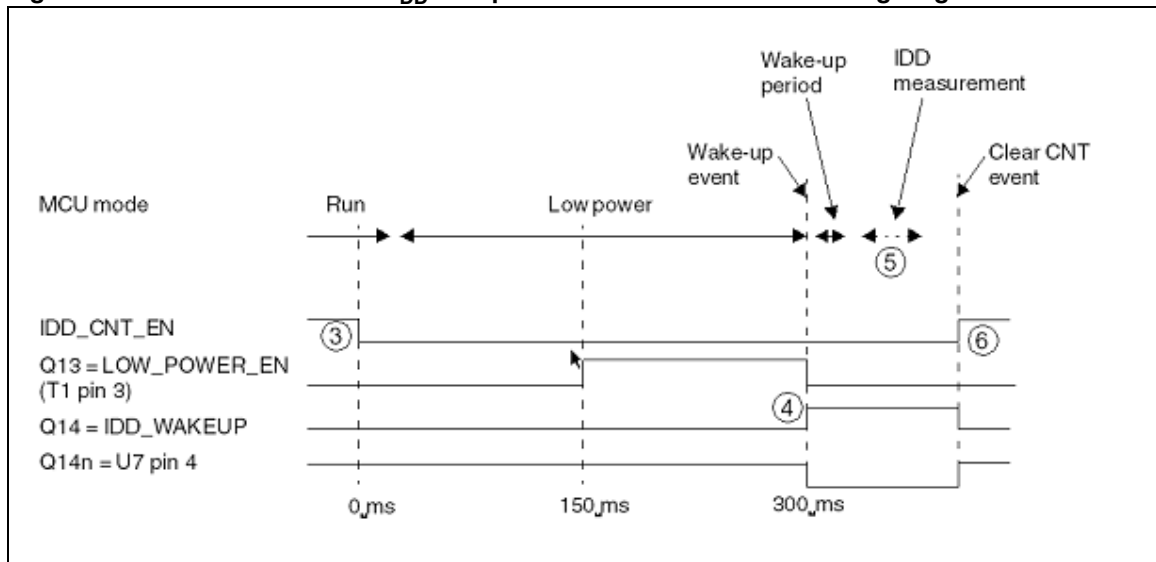 Wake-up period
IDD measurement
Wake-up event
Clear CNT event
MCU mode
Run
Low power
⑤
IDD_CNT_EN
③
⑥
Q13 = LOW_POWER_EN
(T1 pin 3)
④
Q14 = IDD_WAKEUP
Q14n = U7 pin 4
0 ms
150 ms
300 ms